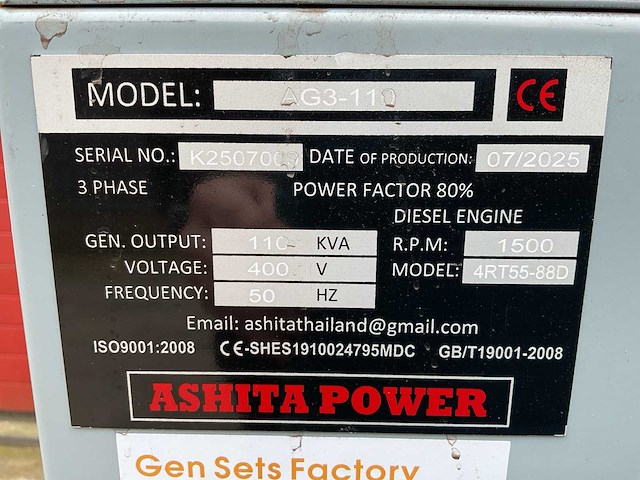 MODEL: AG3-110 CE
SERIAL NO.: DATE OF PRODUCTION: 07/2025
3 PHASE POWER FACTOR 80%
DIESEL ENGINE
GEN. OUTPUT: 110 KVA R.P.M: 1500
VOLTAGE: 400 V MODEL: 4RT55-88D
FREQUENCY: 50 HZ
Email: ashitathailand@gmail.com
ISO9001:2008 CE-SHES1910024795MDC GB/T19001-2008
ASHITA POWER
Gen Sets Factory